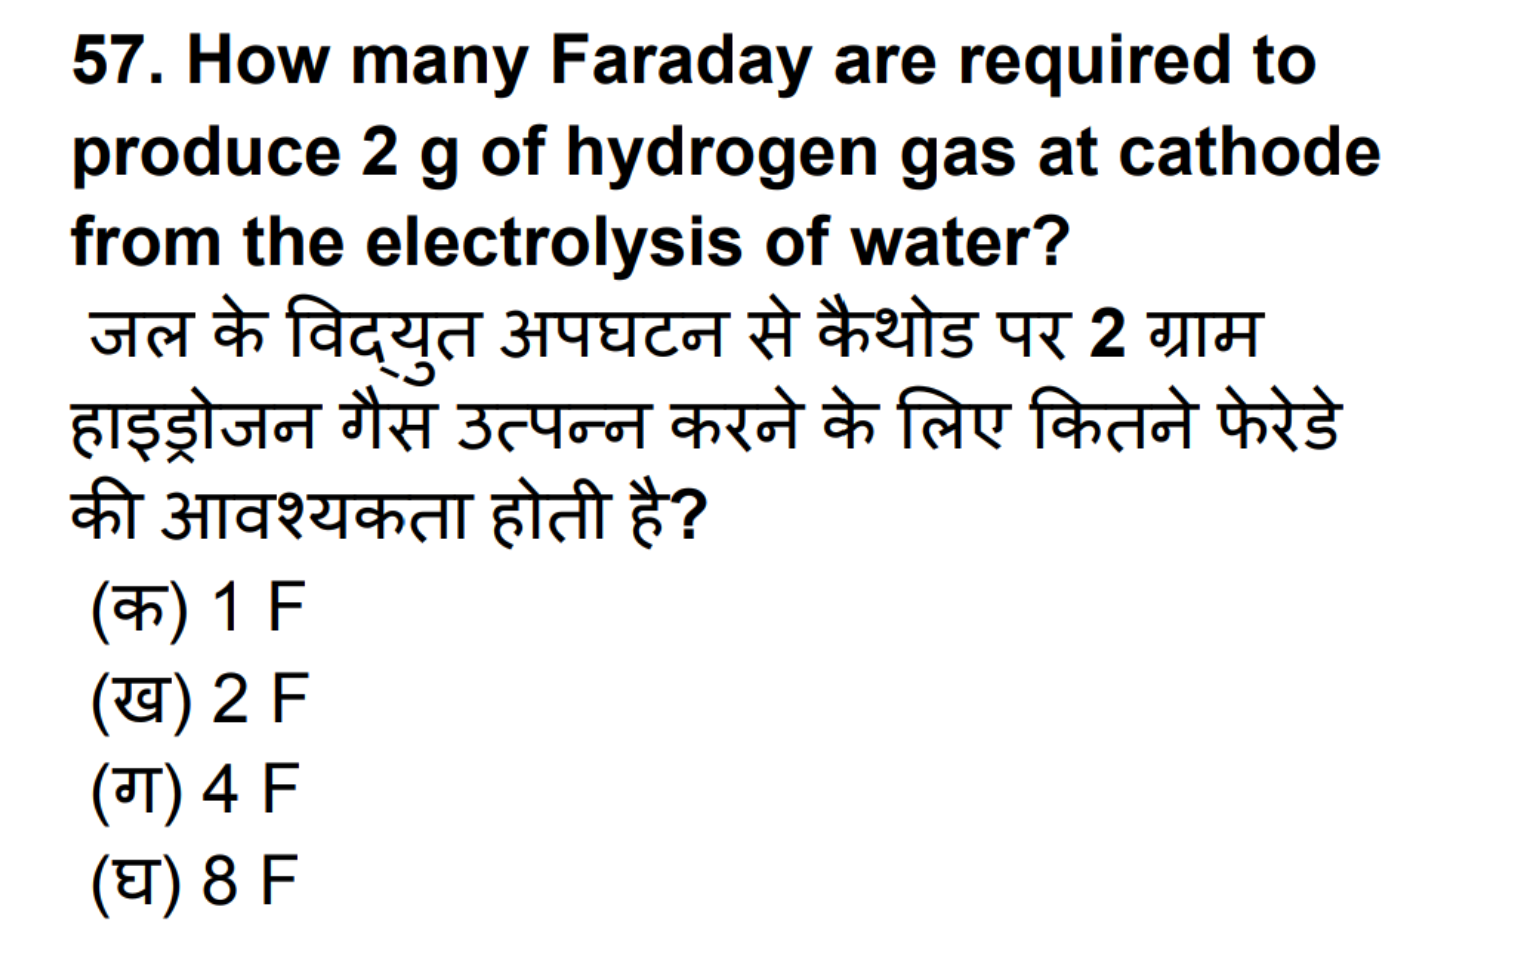 57. How many Faraday are required to
produce 2 g of hydrogen gas at cathode
from the electrolysis of water?
जल के विद्‌युत अपघटन से कैथोड पर 2 ग्राम
हाइड्रोजन गैस उत्पन्न करने के लिए कितने फेरेडे
की आवश्यकता होती है?
(क) 1 F
(ख) 2 F
(ग) 4 F
(घ) 8 F